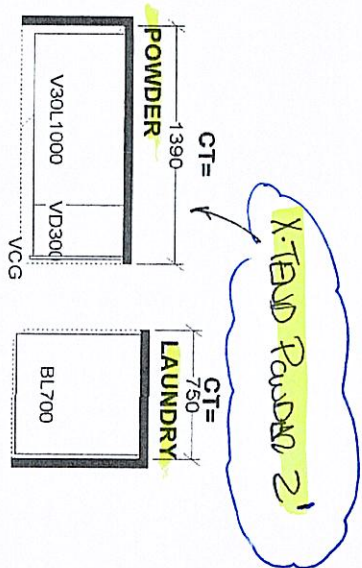 X-TEND POWDER 2'
CT=
1390
POWDER
V30L1000
VD300
VCG
CT=
750
LAUNDRY
BL700